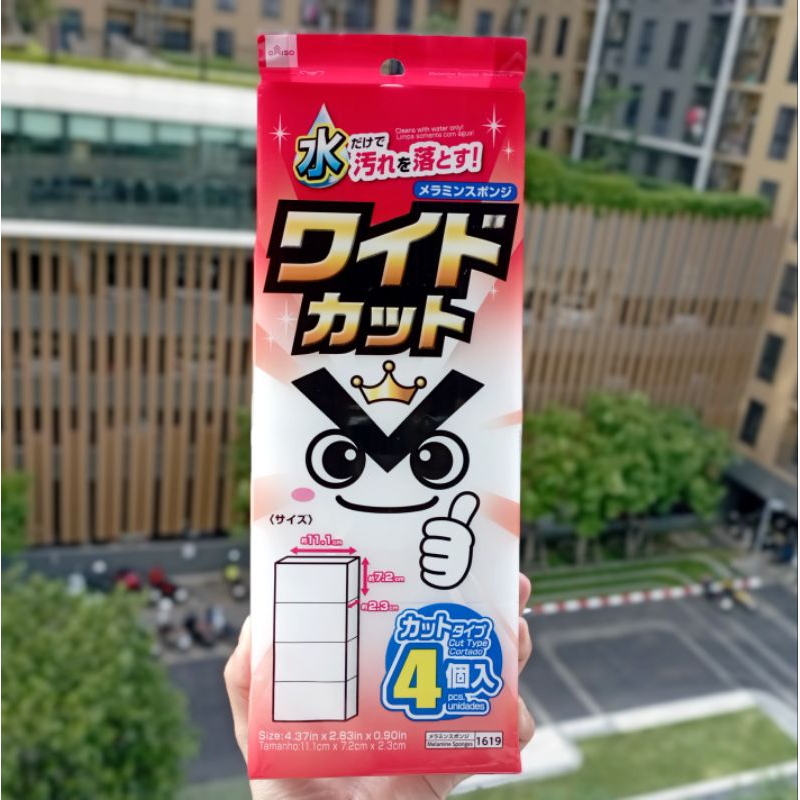 DAISO
水だけで
汚れを落とす!
Cleans with water only!
Limpa somente com água!
メラミンスポンジ
ワイド
カット
〈サイズ〉
約11.1cm
約7.2cm
約2.3cm
カットタイプ
Cut Type
Cortado
4個入
pcs.
unidades
Size:4.37in x 2.83in x 0.90in
Tamanho:11.1cm x 7.2cm x 2.3cm
メラミンスポンジ
Melamine Sponges
1619